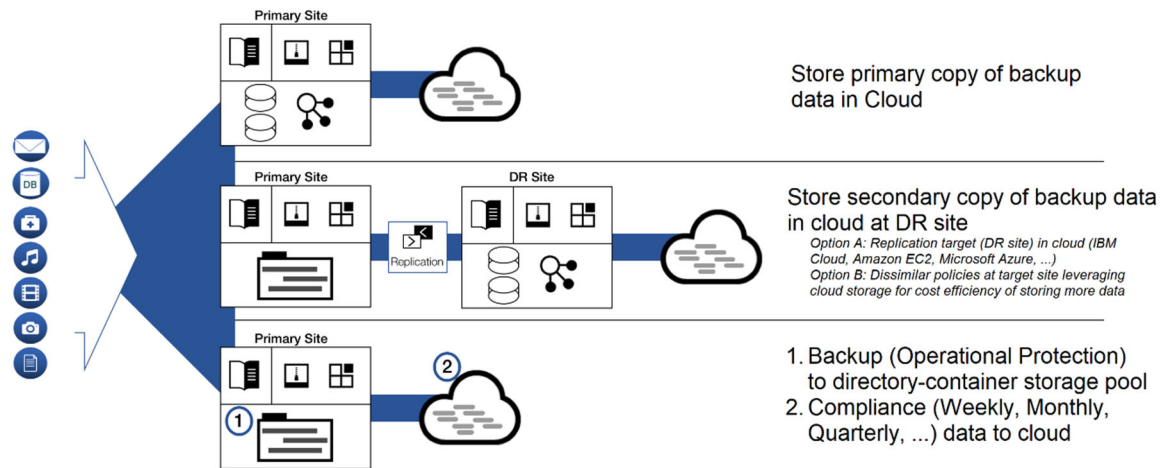 Primary Site
Store primary copy of backup
data in Cloud
DB
Primary Site
DR Site
Replication
Store secondary copy of backup data
in cloud at DR site
Option A: Replication target (DR site) in cloud (IBM
Cloud, Amazon EC2, Microsoft Azure, ...)
Option B: Dissimilar policies at target site leveraging
cloud storage for cost efficiency of storing more data
Primary Site
1
2
1. Backup (Operational Protection)
to directory-container storage pool
2. Compliance (Weekly, Monthly,
Quarterly, ...) data to cloud